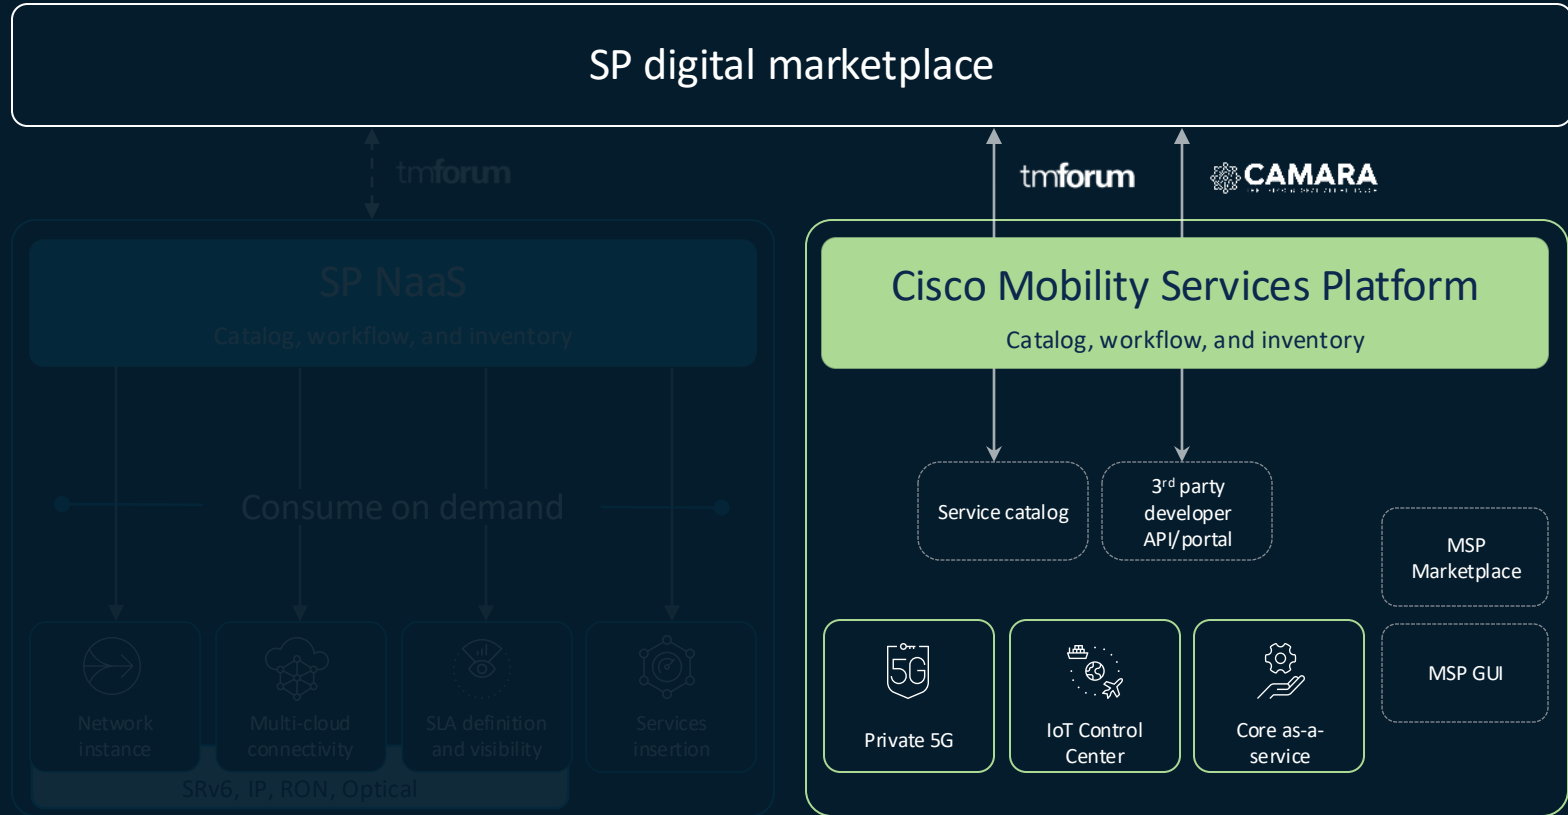 SP digital marketplace
tmforum
tmforum
CAMARA
SP NaaS
Catalog, workflow, and inventory
Consume on demand
Network
instance
Multi-cloud
connectivity
SLA definition
and visibility
Services
insertion
SRv6, IP, RON, Optical
Cisco Mobility Services Platform
Catalog, workflow, and inventory
Service catalog
3rd party
developer
API/portal
MSP
Marketplace
MSP GUI
5G
Private 5G
IoT Control
Center
Core as-a-
service